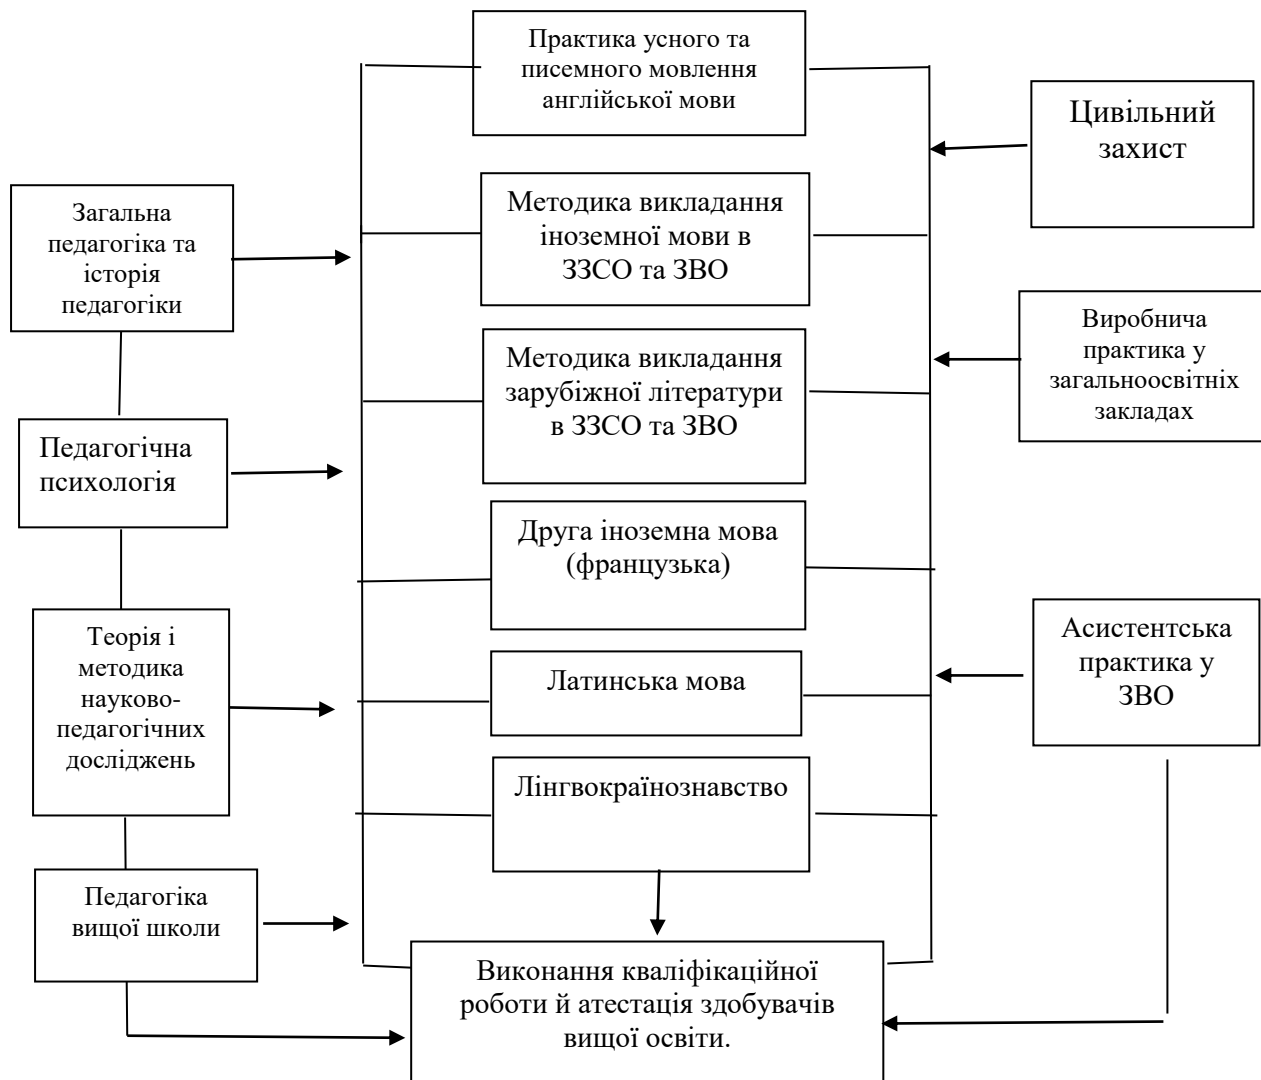 Практика усного та
писемного мовлення
англійської мови
Цивільний
захист
Загальна
педагогіка та
історія
педагогіки
Методика викладання
іноземної мови в
ЗЗСО та ЗВО
Виробнича
практика у
загальноосвітніх
закладах
Методика викладання
зарубіжної літератури
в ЗЗСО та ЗВО
Педагогічна
психологія
Друга іноземна мова
(французька)
Теорія і
методика
науково-
педагогічних
досліджень
Латинська мова
Асистентська
практика у
ЗВО
Лінгвокраїнознавство
Педагогіка
вищої школи
Виконання кваліфікаційної
роботи й атестація здобувачів
вищої освіти.